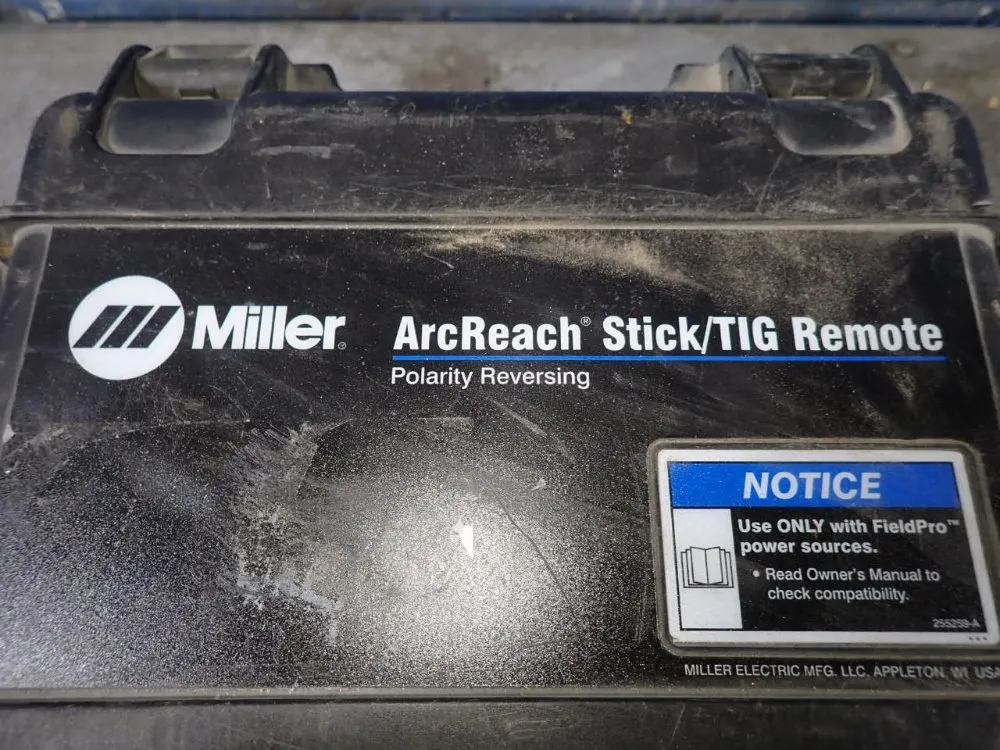 Miller®
ArcReach® Stick/TIG Remote
Polarity Reversing
NOTICE
Use ONLY with FieldPro™
power sources.
• Read Owner's Manual to
check compatibility.
255259-A
MILLER ELECTRIC MFG. LLC, APPLETON, WI USA